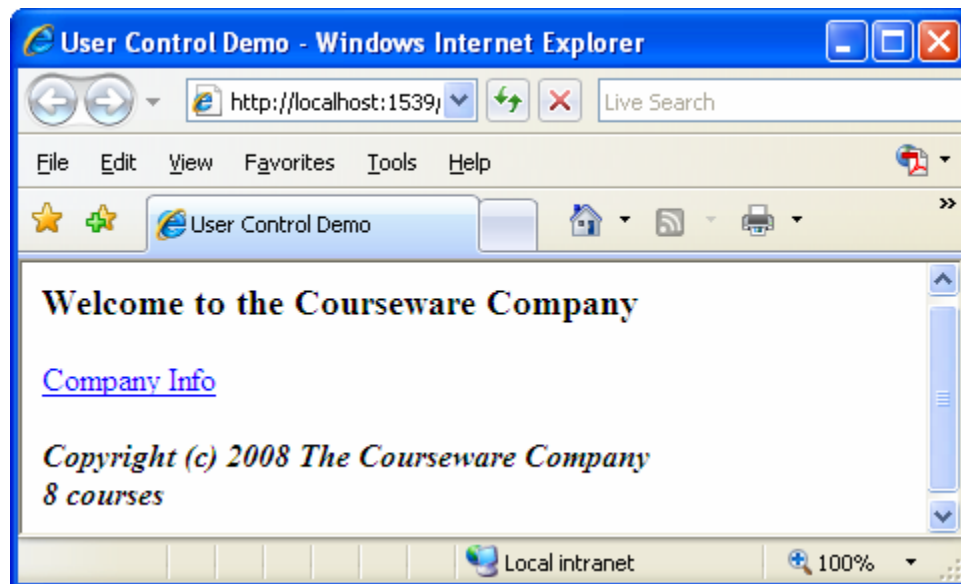 User Control Demo - Windows Internet Explorer
http://localhost:1539/
Live Search
File Edit View Favorites Tools Help
User Control Demo
Welcome to the Courseware Company
Company Info
Copyright (c) 2008 The Courseware Company
8 courses
Local intranet
100%